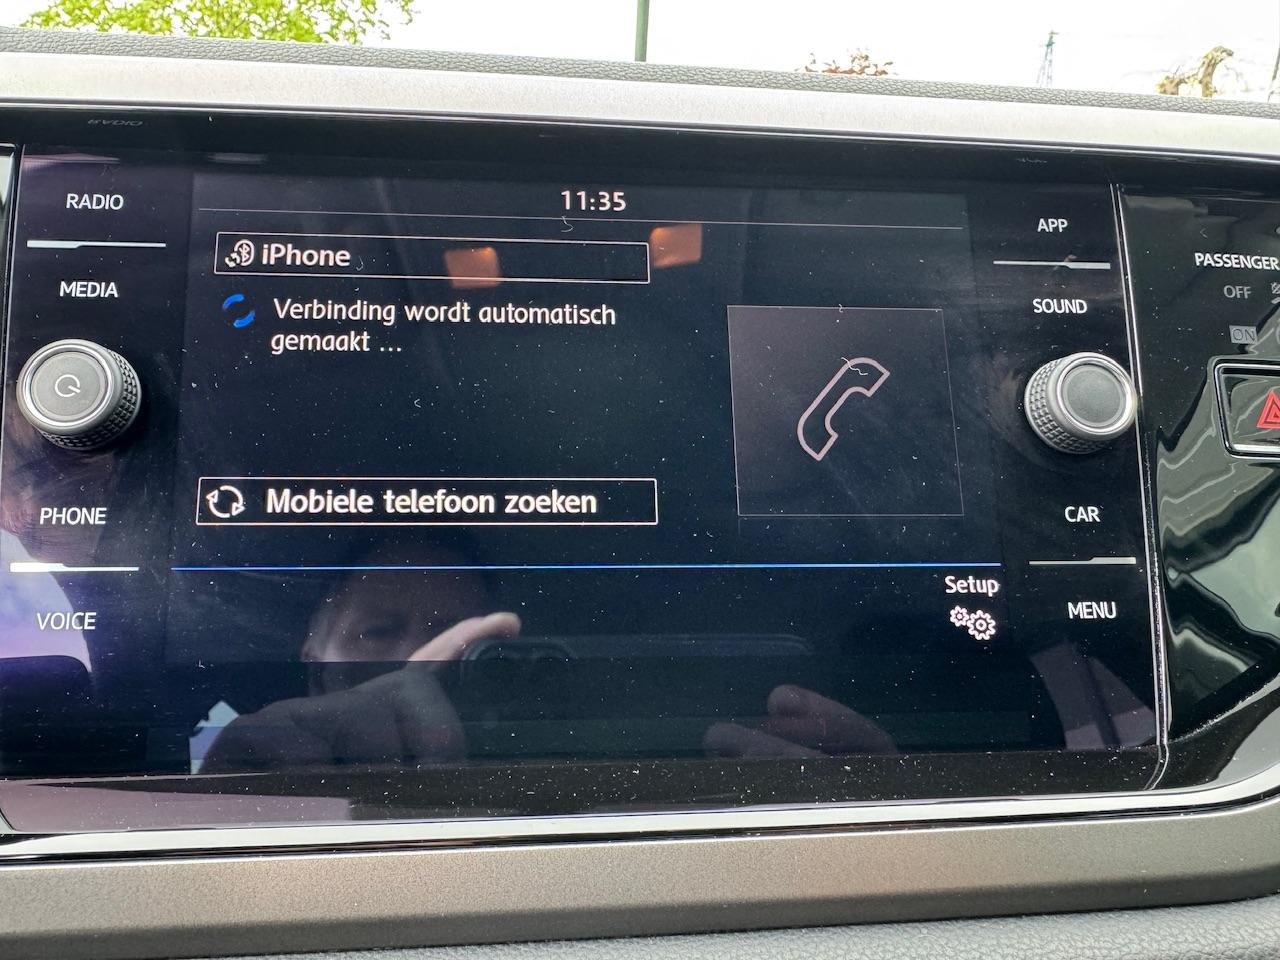 11:35
RADIO
MEDIA
PHONE
VOICE
iPhone
Verbinding wordt automatisch
gemaakt ...
Mobiele telefoon zoeken
Setup
APP
SOUND
CAR
MENU
PASSENGER
OFF
ON